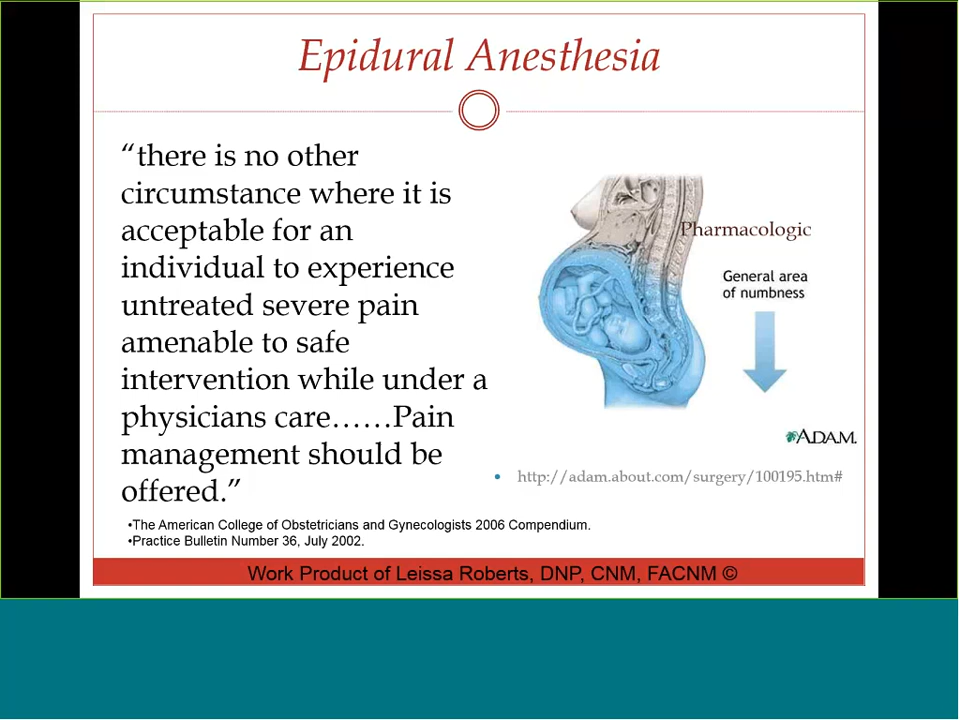 Epidural Anesthesia
“there is no other
circumstance where it is
acceptable for an
individual to experience
untreated severe pain
amenable to safe
intervention while under a
physicians care……Pain
management should be
offered.”
Pharmacologic
General area
of numbness
ADAM.
• http://adam.about.com/surgery/100195.htm#
•The American College of Obstetricians and Gynecologists 2006 Compendium.
•Practice Bulletin Number 36, July 2002.
Work Product of Leissa Roberts, DNP, CNM, FACNM ©